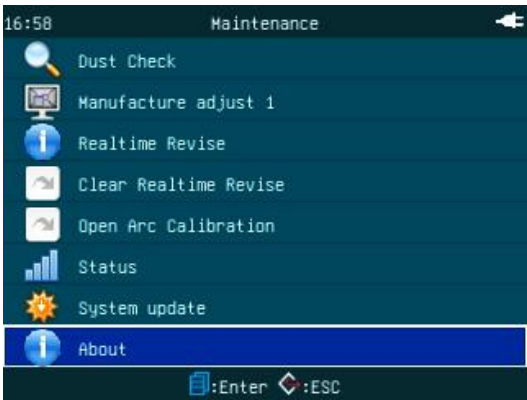 16:58 Maintenance
Dust Check
Manufacture adjust 1
Realtime Revise
Clear Realtime Revise
Open Arc Calibration
Status
System update
About
:Enter :ESC